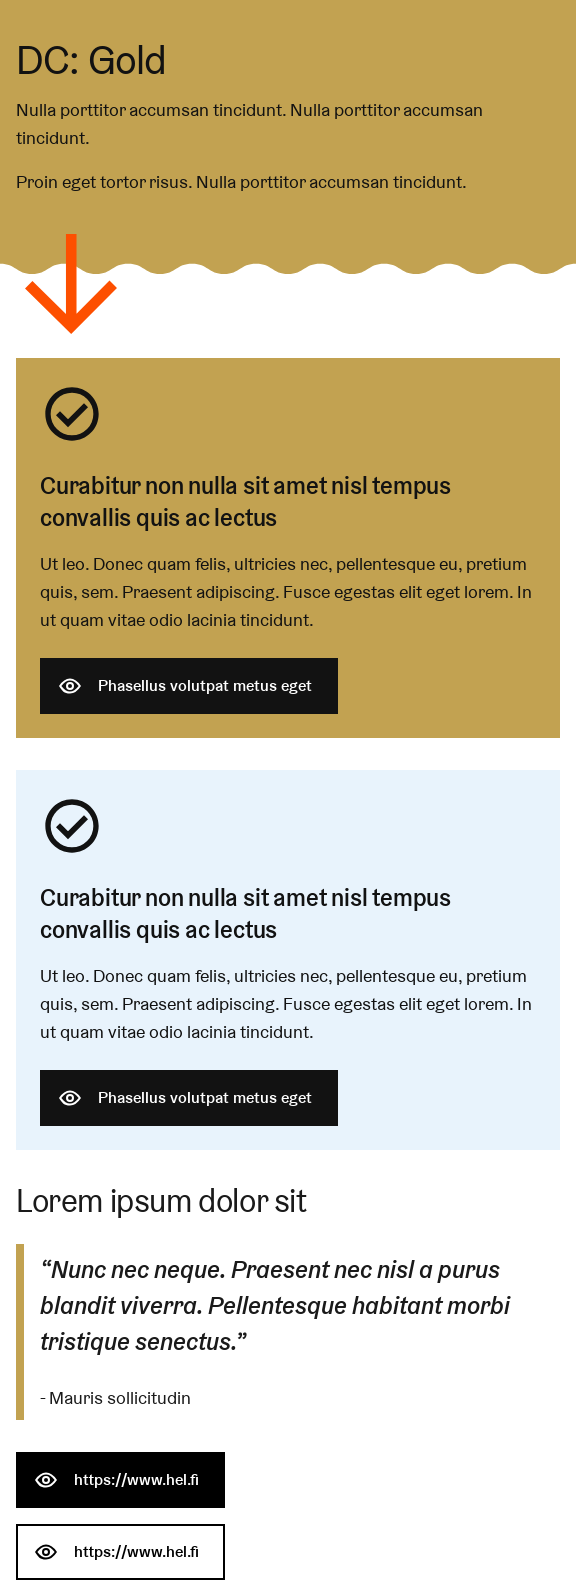 DC: Gold
Nulla porttitor accumsan tincidunt. Nulla porttitor accumsan
tincidunt.
Proin eget tortor risus. Nulla porttitor accumsan tincidunt.
Curabitur non nulla sit amet nisl tempus
convallis quis ac lectus
Ut leo. Donec quam felis, ultricies nec, pellentesque eu, pretium
quis, sem. Praesent adipiscing. Fusce egestas elit eget lorem. In
ut quam vitae odio lacinia tincidunt.
Phasellus volutpat metus eget
Curabitur non nulla sit amet nisl tempus
convallis quis ac lectus
Ut leo. Donec quam felis, ultricies nec, pellentesque eu, pretium
quis, sem. Praesent adipiscing. Fusce egestas elit eget lorem. In
ut quam vitae odio lacinia tincidunt.
Phasellus volutpat metus eget
Lorem ipsum dolor sit
“Nunc nec neque. Praesent nec nisl a purus
blandit viverra. Pellentesque habitant morbi
tristique senectus.”
- Mauris sollicitudin
https://www.hel.fi
https://www.hel.fi